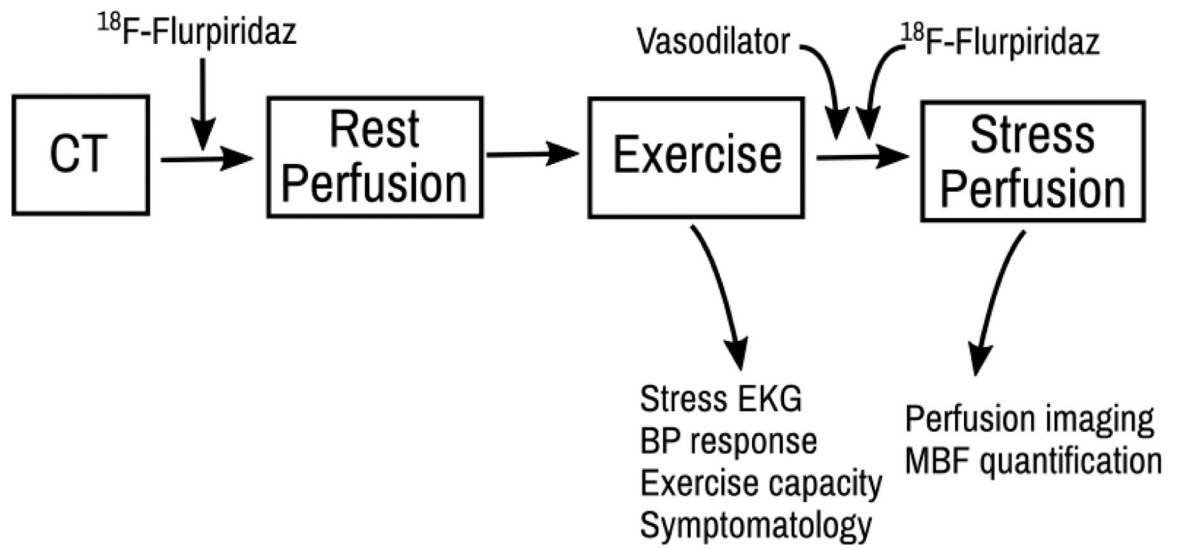 ¹⁸F-Flurpiridaz
Vasodilator
¹⁸F-Flurpiridaz
CT
Rest
Perfusion
Exercise
Stress
Perfusion
Stress EKG
BP response
Exercise capacity
Symptomatology
Perfusion imaging
MBF quantification